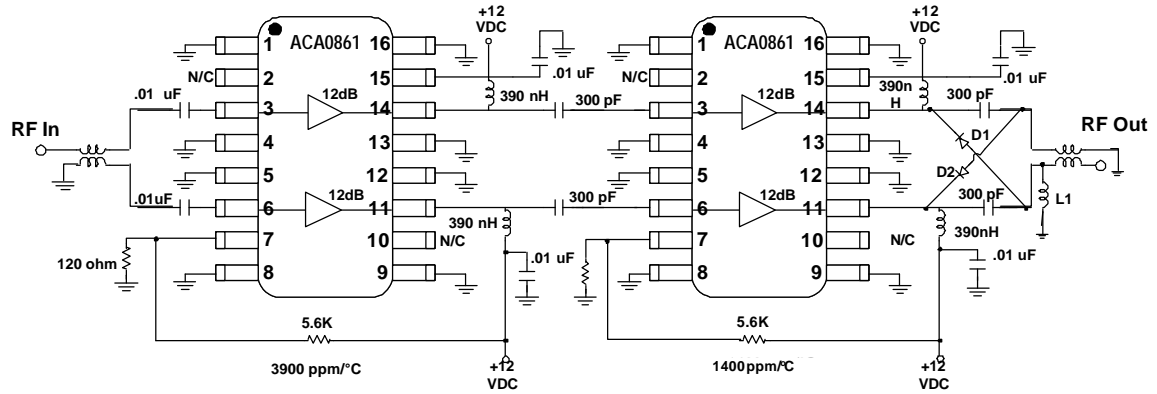 +12
VDC
+12
VDC
1
ACA0861
16
1
ACA0861
16
N/C
2
15
.01 uF
N/C
2
15
.01 uF
.01 uF
12dB
390 nH
12dB
390n
H
300 pF
3
14
300 pF
3
14
RF In
RF Out
4
13
4
13
D1
5
12
5
12
D2
.01uF
12dB
12dB
300 pF
L1
6
11
390 nH
300 pF
6
11
7
10
N/C
7
10
N/C
390nH
120 ohm
.01 uF
.01 uF
8
9
8
9
5.6K
5.6K
3900 ppm/°C
+12
VDC
1400ppm/°C
+12
VDC